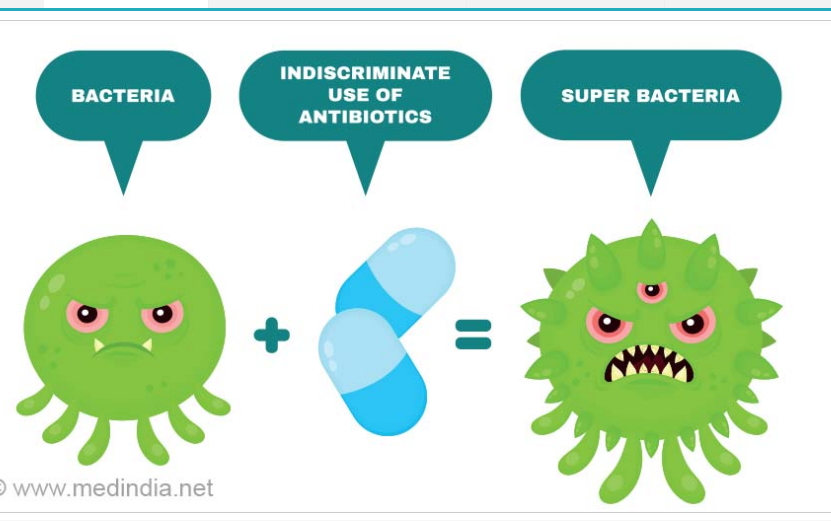 BACTERIA
INDISCRIMINATE
USE OF
ANTIBIOTICS
SUPER BACTERIA
© www.medindia.net